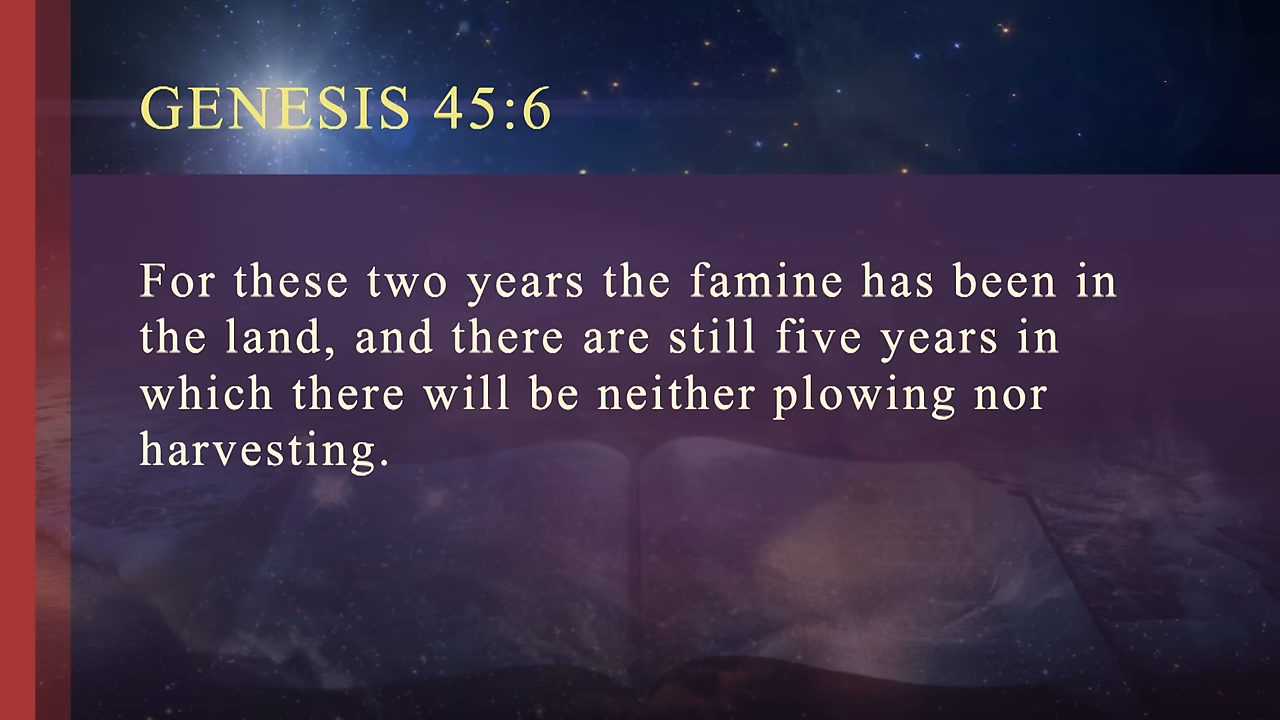 GENESIS 45:6
For these two years the famine has been in
the land, and there are still five years in
which there will be neither plowing nor
harvesting.